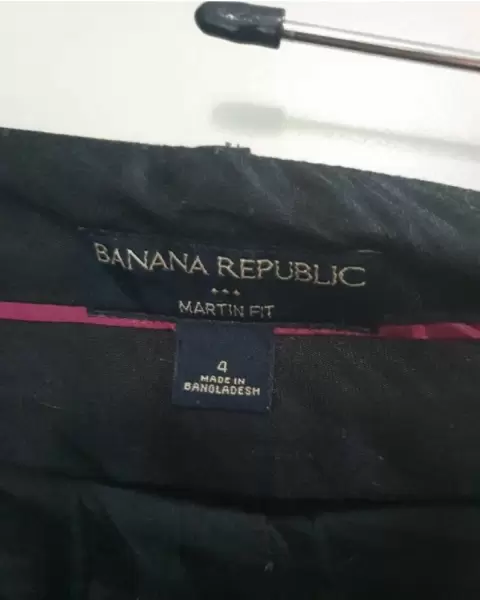 BANANA REPUBLIC
MARTIN FIT
4
MADE IN
BANGLADESH